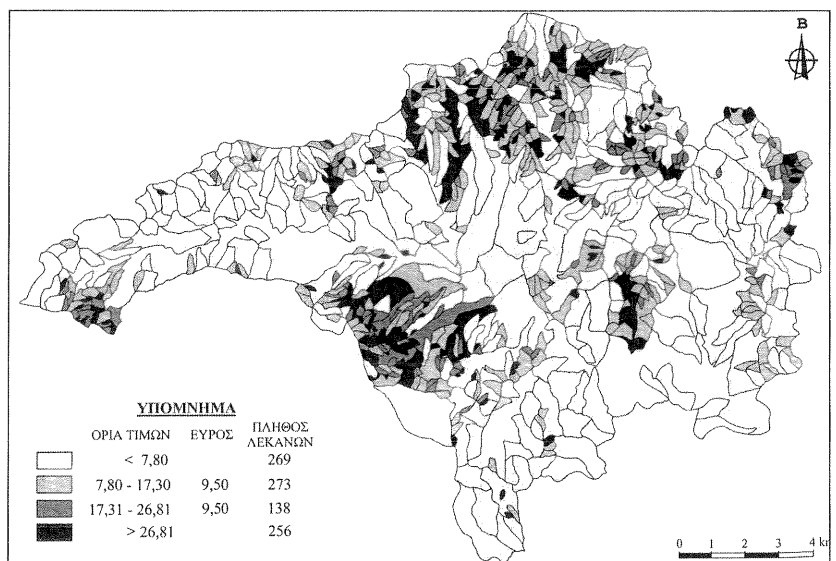 Β
ΥΠΟΜΝΗΜΑ
ΟΡΙΑ ΤΙΜΩΝ ΕΥΡΟΣ ΠΛΗΘΟΣ ΛΕΚΑΝΩΝ
< 7,80 269
7,80 - 17,30 9,50 273
17,31 - 26,81 9,50 138
> 26,81 256
0 1 2 3 4 km